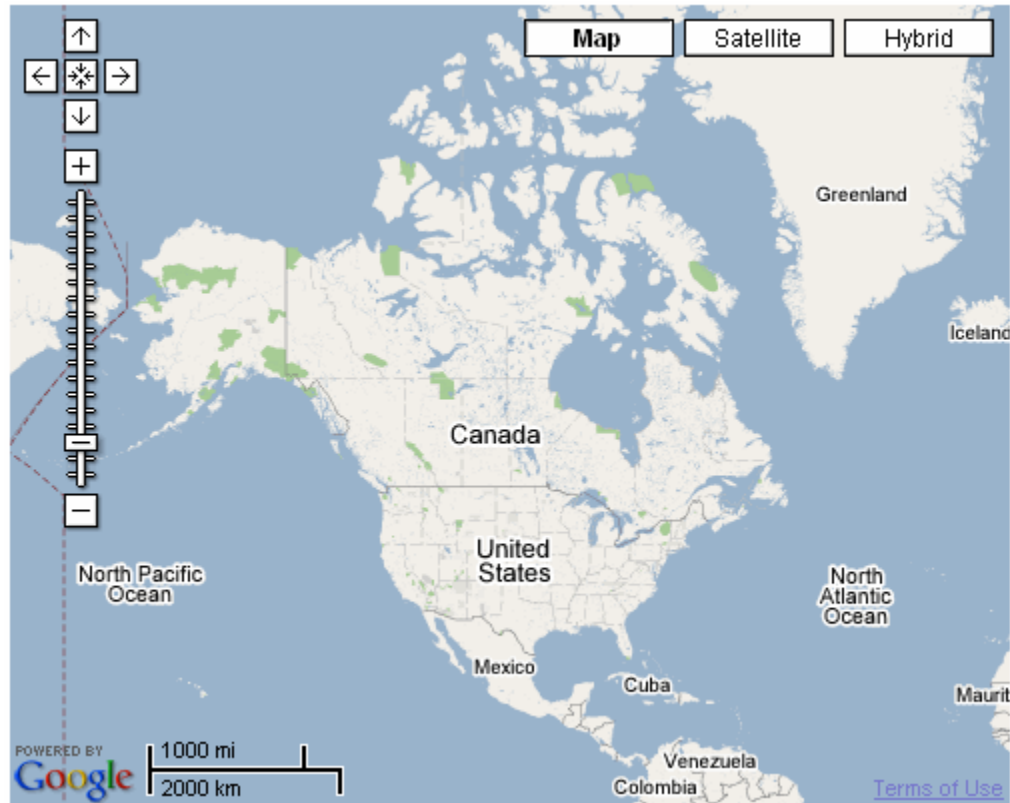 Map
Satellite
Hybrid
Greenland
Iceland
Canada
United
States
North Pacific
Ocean
North
Atlantic
Ocean
Mexico
Cuba
Maurit
Venezuela
Colombia
POWERED BY
Google
1000 mi
2000 km
Terms of Use